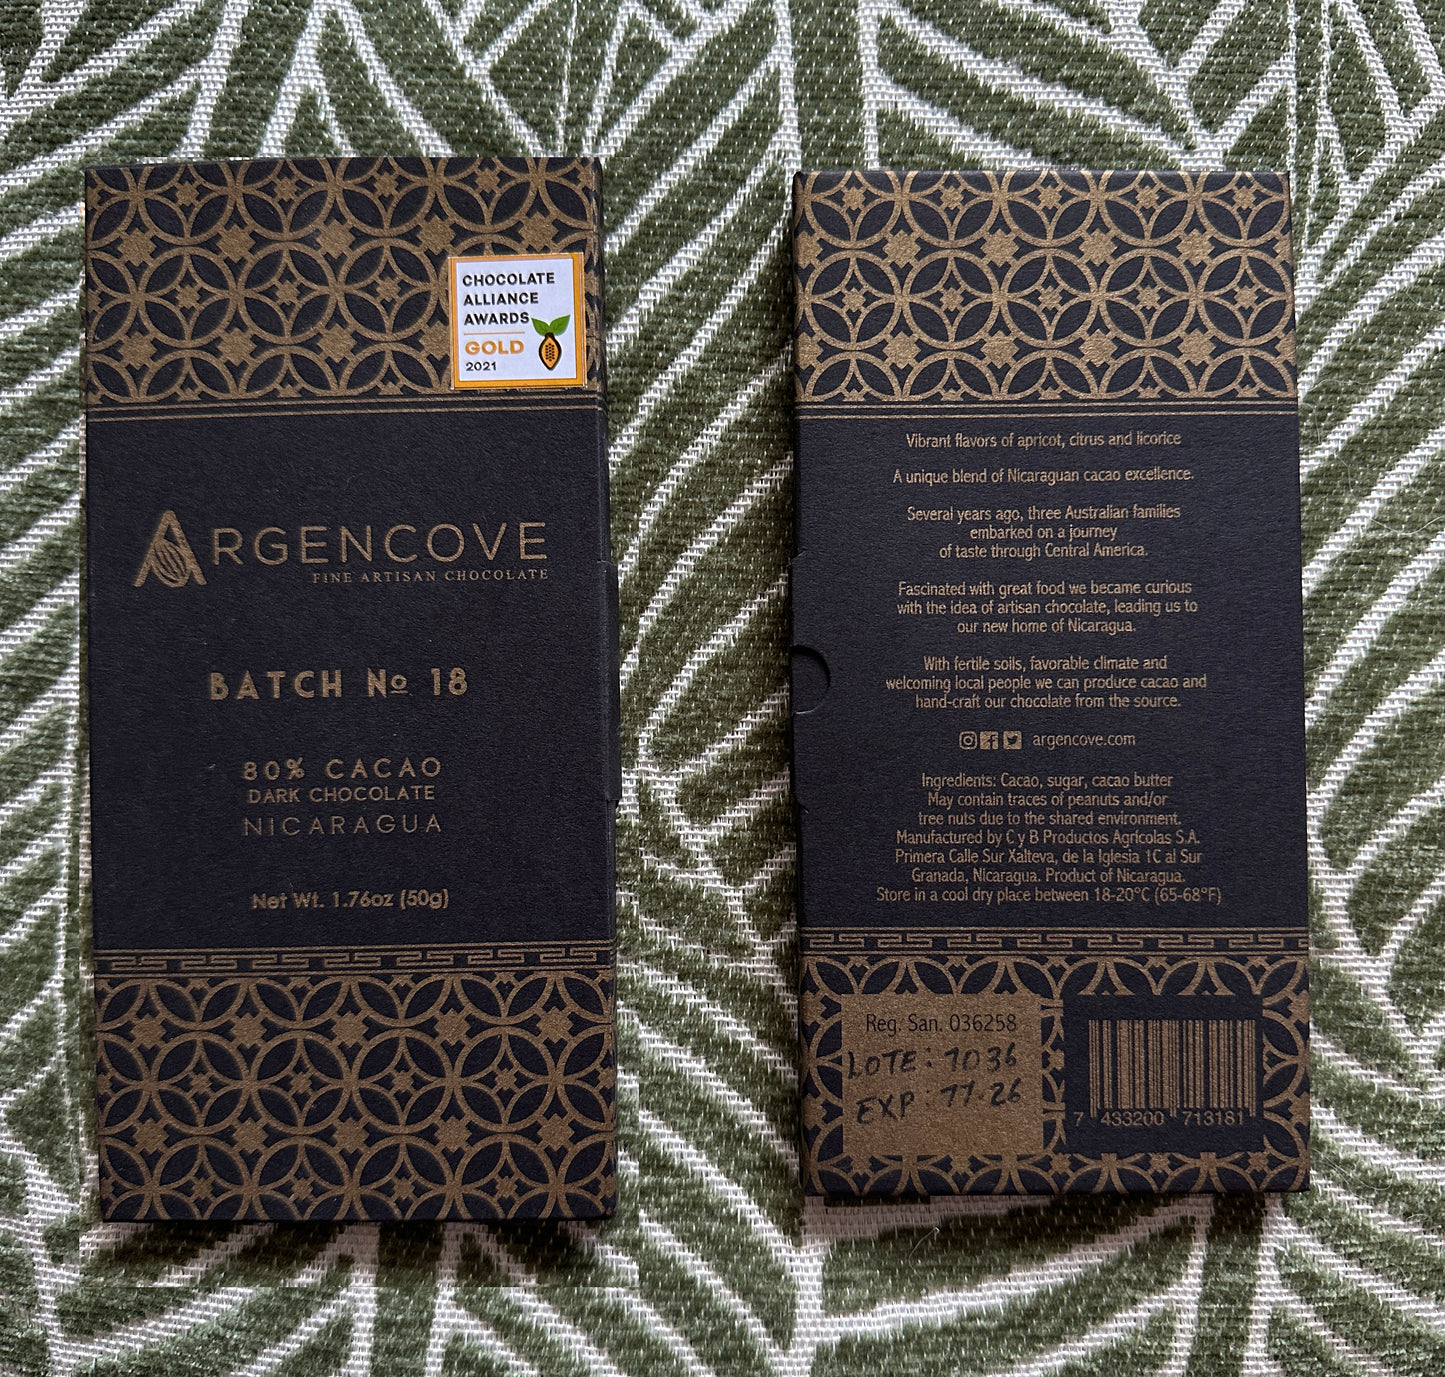 CHOCOLATE
ALLIANCE
AWARDS
GOLD
2021
ARGENCOVE
FINE ARTISAN CHOCOLATE
BATCH Nº 18
80% CACAO
DARK CHOCOLATE
NICARAGUA
Net Wt. 1.76oz (50g)
Vibrant flavors of apricot, citrus and licorice
A unique blend of Nicaraguan cacao excellence.
Several years ago, three Australian families
embarked on a journey
of taste through Central America.
Fascinated with great food we became curious
with the idea of artisan chocolate, leading us to
our new home of Nicaragua.
With fertile soils, favorable climate and
welcoming local people we can produce cacao and
hand-craft our chocolate from the source.
argencove.com
Ingredients: Cacao, sugar, cacao butter
May contain traces of peanuts and/or
tree nuts due to the shared environment.
Manufactured by C y B Productos Agrícolas S.A.
Primera Calle Sur Xalteva, de la Iglesia 1C al Sur
Granada, Nicaragua. Product of Nicaragua.
Store in a cool dry place between 18-20°C (65-68°F)
Reg. San. 036258
LOTE: 1036
EXP: 11.26
7 433200 713181